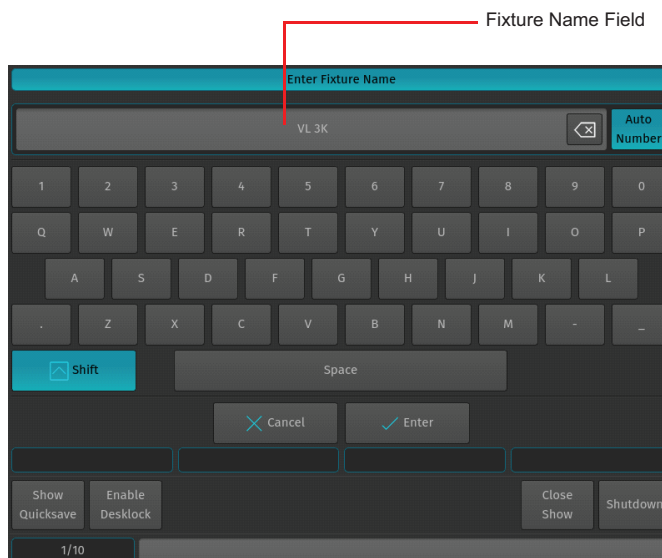 Fixture Name Field
Enter Fixture Name
VL 3K
Auto
Number
1 2 3 4 5 6 7 8 9 0
Q W E R T Y U I O P
A S D F G H J K L
. Z X C V B N M - _
Shift Space
Cancel Enter
Show
Quicksave
Enable
Desklock
Close
Show
Shutdown
1/10